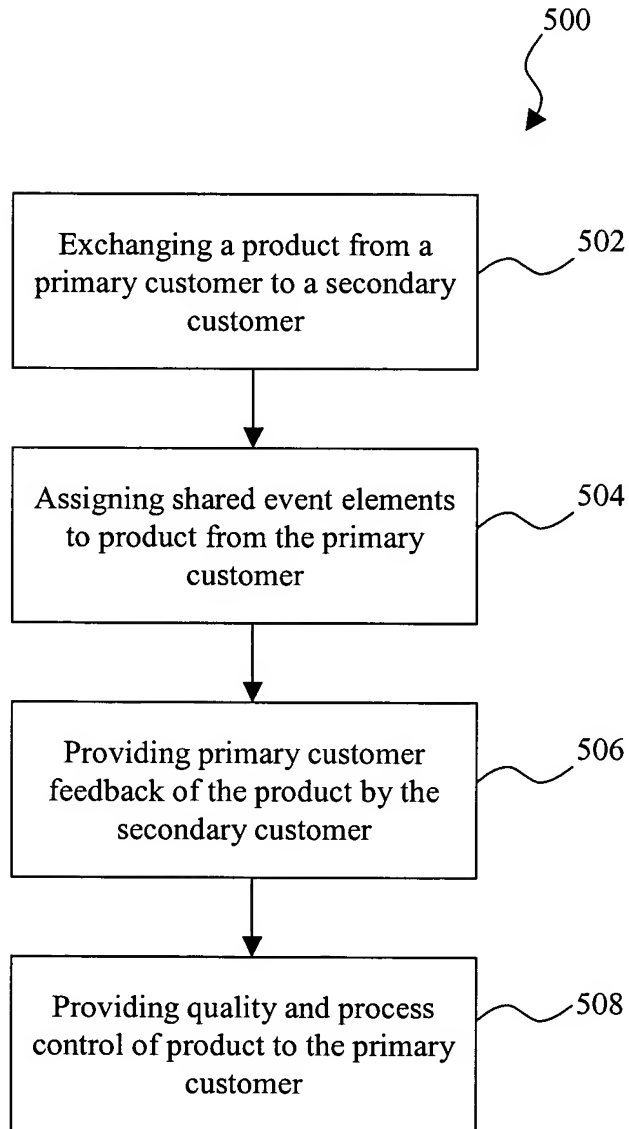 500
Exchanging a product from a
primary customer to a secondary
customer
502
Assigning shared event elements
to product from the primary
customer
504
Providing primary customer
feedback of the product by the
secondary customer
506
Providing quality and process
control of product to the primary
customer
508